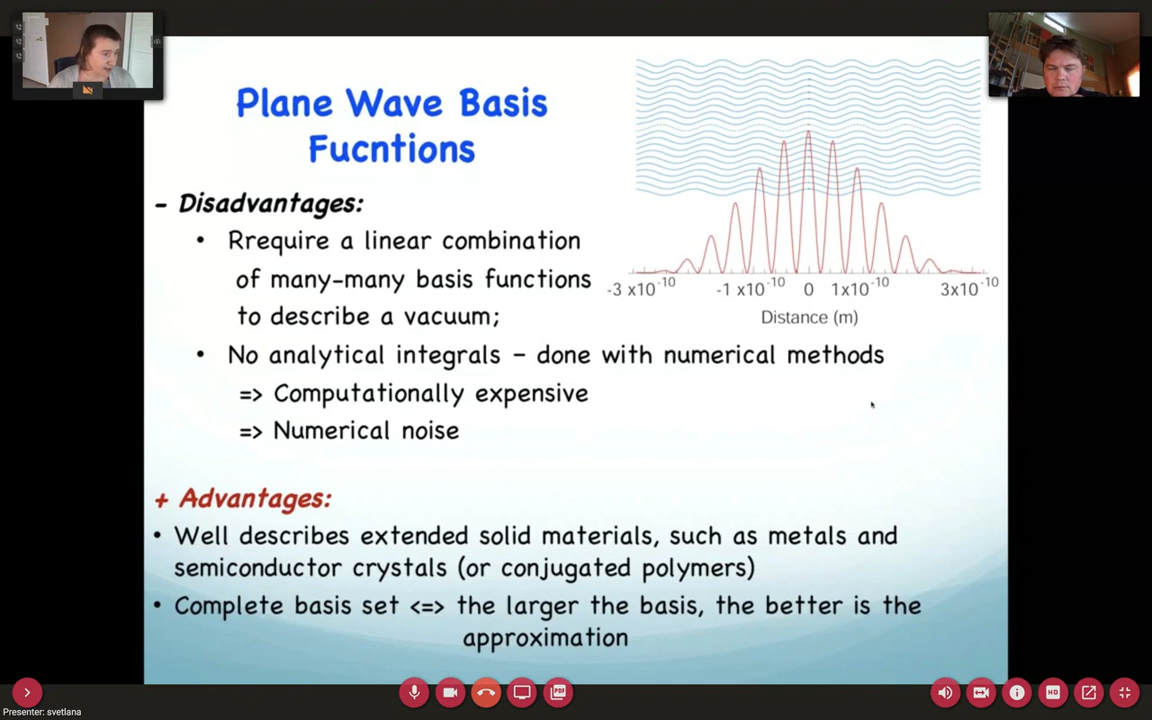 Plane Wave Basis
Fucntions
- Disadvantages:
• Rrequire a linear combination
of many-many basis functions
to describe a vacuum;
• No analytical integrals – done with numerical methods
=> Computationally expensive
=> Numerical noise
-3 x10-10 -1 x10-10 0 1x10-10 3x10-10
Distance (m)
+ Advantages:
• Well describes extended solid materials, such as metals and
semiconductor crystals (or conjugated polymers)
• Complete basis set <=> the larger the basis, the better is the
approximation
PDF
HD
Presenter: svetlana